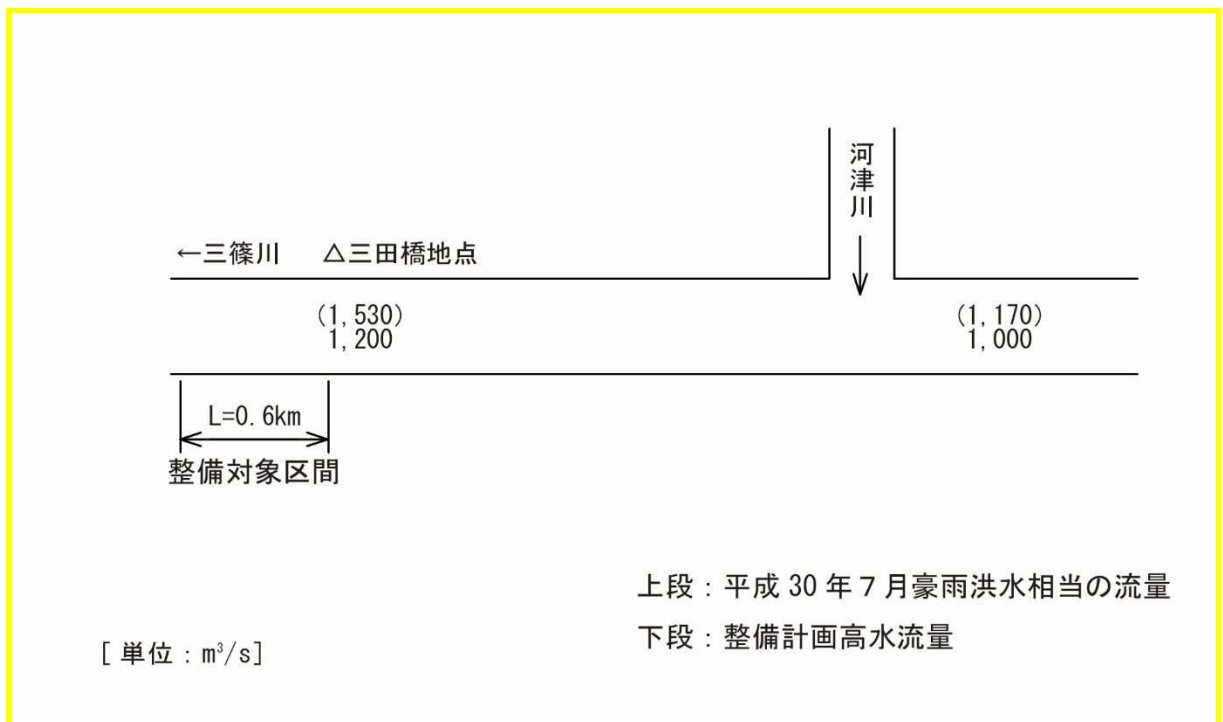 河津川
←三篠川 △三田橋地点
(1,530)
1,200
(1,170)
1,000
L=0.6km
整備対象区間
上段:平成30年7月豪雨洪水相当の流量
下段:整備計画高水流量
[単位:m³/s]